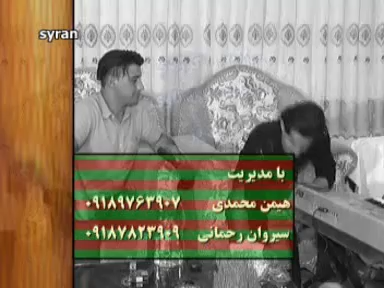 syran
با مدیریت
هیمن محمدی ۰۹۱۸۹۷۶۳۹۰۷
سیروان رحمانی ۰۹۱۸۷۸۲۳۹۰۹